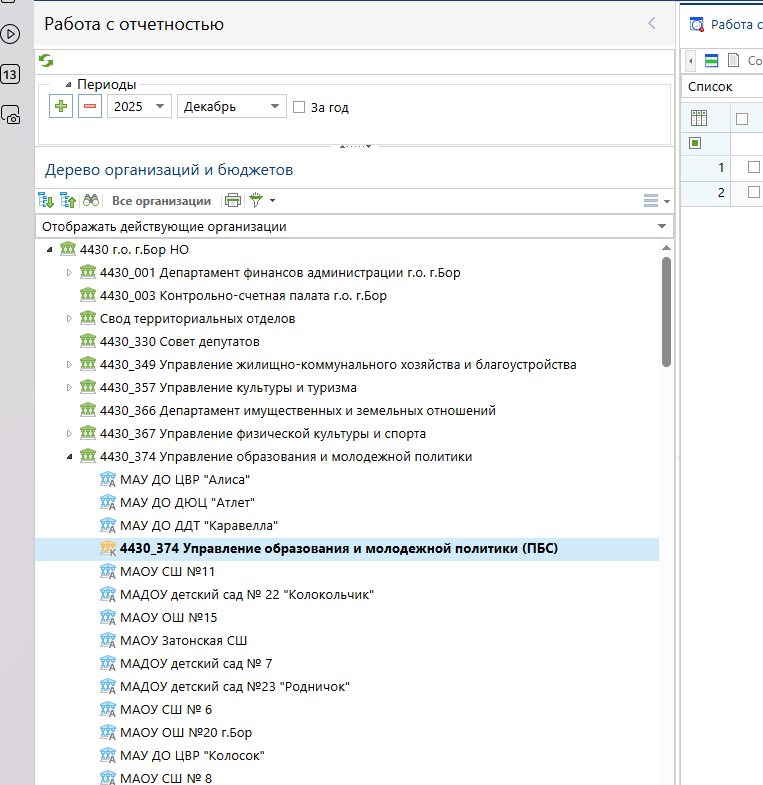 Работа с отчетностью
Работа с
13
Периоды
2025
Декабрь
За год
Со
Список
1
2
Дерево организаций и бюджетов
Все организации
Отображать действующие организации
4430 г.о. г.Бор НО
4430_001 Департамент финансов администрации г.о. г.Бор
4430_003 Контрольно-счетная палата г.о. г.Бор
Свод территориальных отделов
4430_330 Совет депутатов
4430_349 Управление жилищно-коммунального хозяйства и благоустройства
4430_357 Управление культуры и туризма
4430_366 Департамент имущественных и земельных отношений
4430_367 Управление физической культуры и спорта
4430_374 Управление образования и молодежной политики
МАУ ДО ЦВР "Алиса"
МАУ ДО ДЮЦ "Атлет"
МАУ ДО ДДТ "Каравелла"
4430_374 Управление образования и молодежной политики (ПБС)
МАОУ СШ №11
МАДОУ детский сад № 22 "Колокольчик"
МАОУ ОШ №15
МАОУ Затонская СШ
МАДОУ детский сад № 7
МАДОУ детский сад №23 "Родничок"
МАОУ СШ № 6
МАОУ ОШ №20 г.Бор
МАУ ДО ЦВР "Колосок"
МАОУ СШ № 8